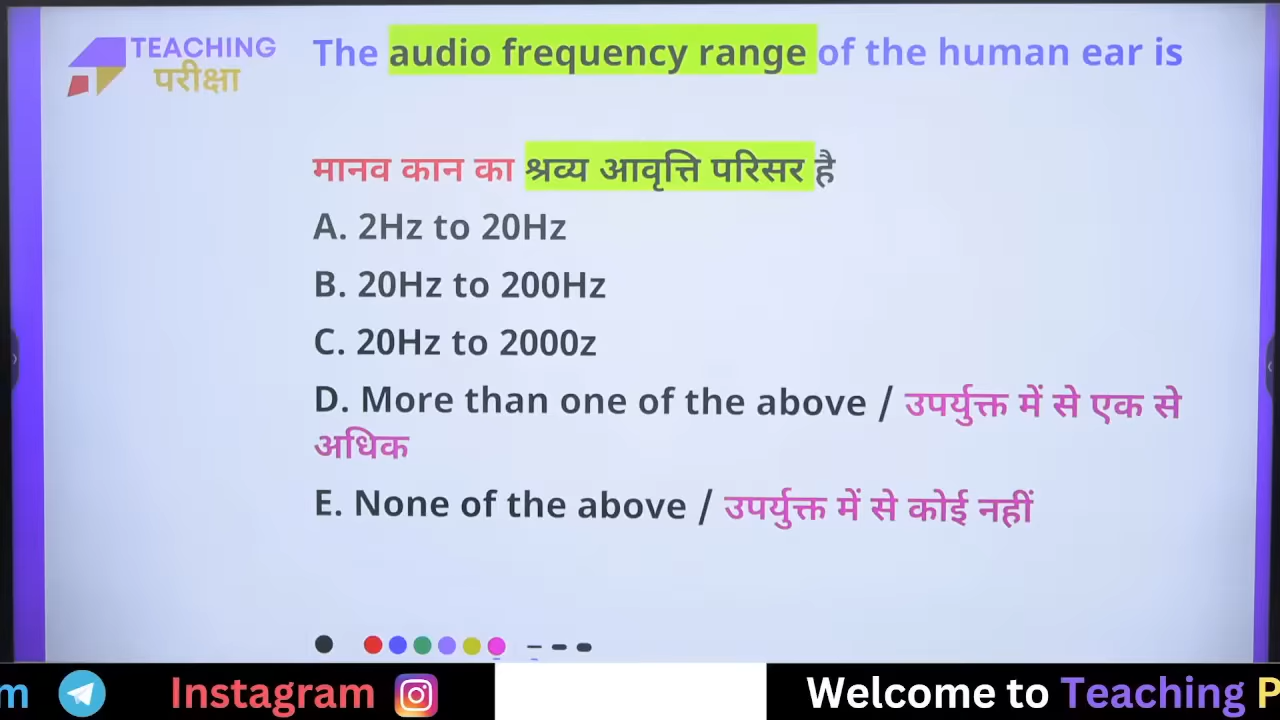 TEACHING
परीक्षा
The audio frequency range of the human ear is
मानव कान का श्रव्य आवृत्ति परिसर है
A. 2Hz to 20Hz
B. 20Hz to 200Hz
C. 20Hz to 2000z
D. More than one of the above / उपर्युक्त में से एक से
अधिक
E. None of the above / उपर्युक्त में से कोई नहीं
m Instagram Welcome to Teaching P